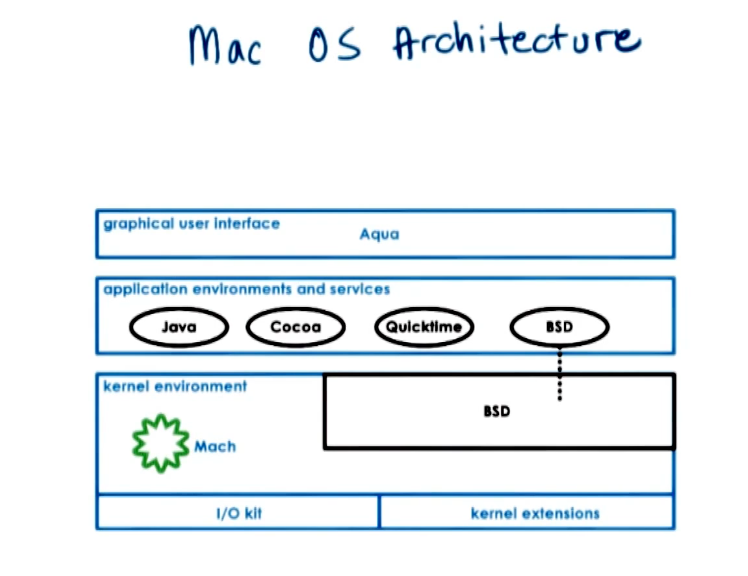 Mac OS Architecture
graphical user interface
Aqua
application environments and services
Java Cocoa Quicktime BSD
kernel environment
BSD
Mach
I/O kit kernel extensions